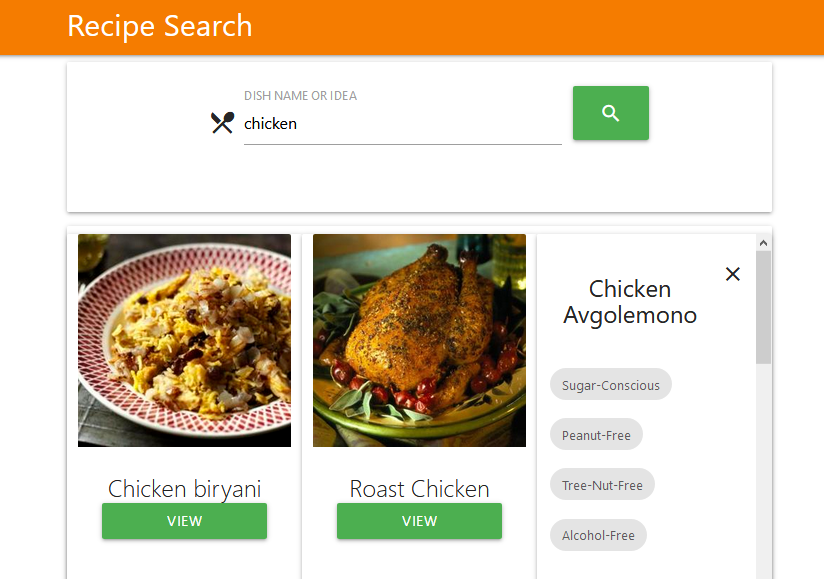 Recipe Search
DISH NAME OR IDEA
chicken
Chicken biryani
VIEW
Roast Chicken
VIEW
Chicken
Avgolemono
Sugar-Conscious
Peanut-Free
Tree-Nut-Free
Alcohol-Free